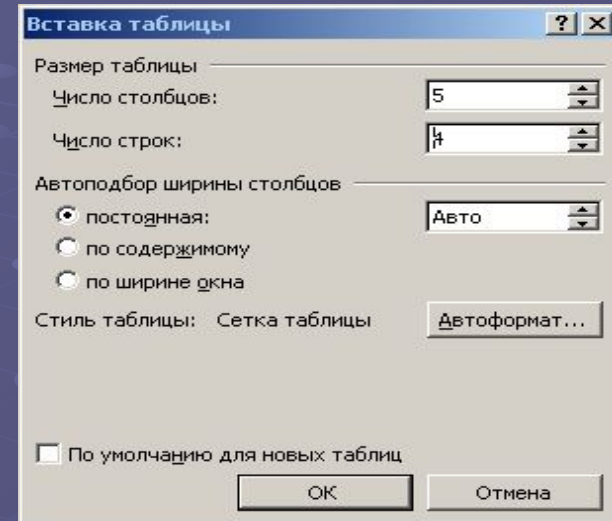 Вставка таблицы
Размер таблицы
Число столбцов: 5
Число строк:
Автоподбор ширины столбцов
постоянная: Авто
по содержимому
по ширине окна
Стиль таблицы: Сетка таблицы Автоформат...
По умолчанию для новых таблиц
ОК Отмена